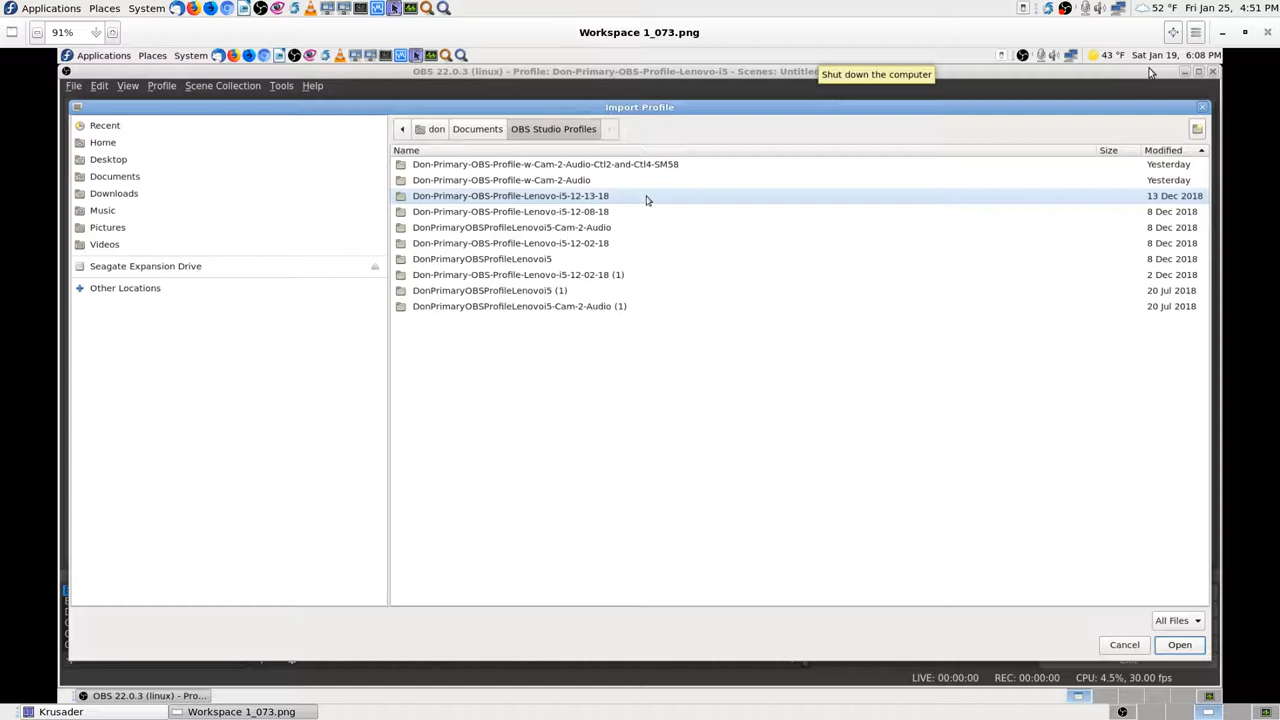 Applications Places System 52 °F Fri Jan 25, 4:51 PM
91% Workspace 1_073.png
Applications Places System 43 °F Sat Jan 19, 6:08 PM
OBS 22.0.3 (linux) - Profile: Don-Primary-OBS-Profile-Lenovo-i5 - Scenes: Untitle
Shut down the computer
File Edit View Profile Scene Collection Tools Help
Import Profile
Recent
Home
Desktop
Documents
Downloads
Music
Pictures
Videos
Seagate Expansion Drive
Other Locations
don Documents OBS Studio Profiles
Name Size Modified
Don-Primary-OBS-Profile-w-Cam-2-Audio-Ctl2-and-Ctl4-SM58 Yesterday
Don-Primary-OBS-Profile-w-Cam-2-Audio Yesterday
Don-Primary-OBS-Profile-Lenovo-i5-12-13-18 13 Dec 2018
Don-Primary-OBS-Profile-Lenovo-i5-12-08-18 8 Dec 2018
DonPrimaryOBSProfileLenovoi5-Cam-2-Audio 8 Dec 2018
Don-Primary-OBS-Profile-Lenovo-i5-12-02-18 8 Dec 2018
DonPrimaryOBSProfileLenovoi5 8 Dec 2018
Don-Primary-OBS-Profile-Lenovo-i5-12-02-18 (1) 2 Dec 2018
DonPrimaryOBSProfileLenovoi5 (1) 20 Jul 2018
DonPrimaryOBSProfileLenovoi5-Cam-2-Audio (1) 20 Jul 2018
All Files
Cancel Open
LIVE: 00:00:00 REC: 00:00:00 CPU: 4.5%, 30.00 fps
OBS 22.0.3 (linux) - Pro...
Krusader Workspace 1_073.png